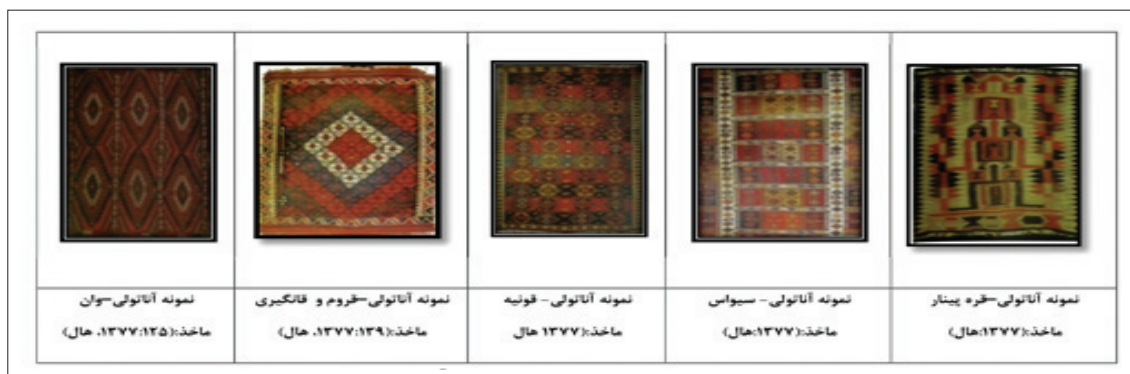 نمونه آناتولی-قره پینار
ماخذ:(۱۳۷۷:هال)
نمونه آناتولی- سیواس
ماخذ:(۱۳۷۷:هال)
نمونه آناتولی- قونیه
ماخذ:(۱۳۷۷ هال
نمونه آناتولی-قروم و قانگیری
ماخذ:(۱۳۷۷:۱۳۹، هال)
نمونه آناتولی-وان
ماخذ:(۱۳۷۷:۱۲۵، هال)